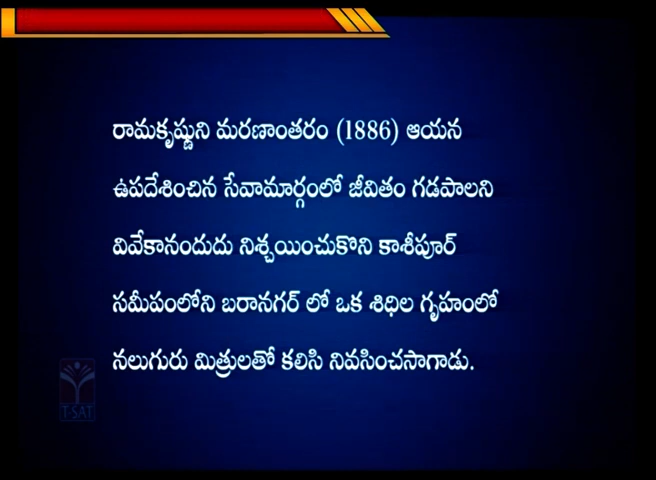 రామకృష్ణుని మరణాంతరం (1886) ఆయన
ఉపదేశించిన సేవామార్గంలో జీవితం గడపాలని
వివేకానందుదు నిశ్చయించుకొని కాశీపూర్
సమీపంలోని బరానగర్ లో ఒక శిధిల గృహంలో
నలుగురు మిత్రులతో కలిసి నివసించసాగాడు.
T-SAT